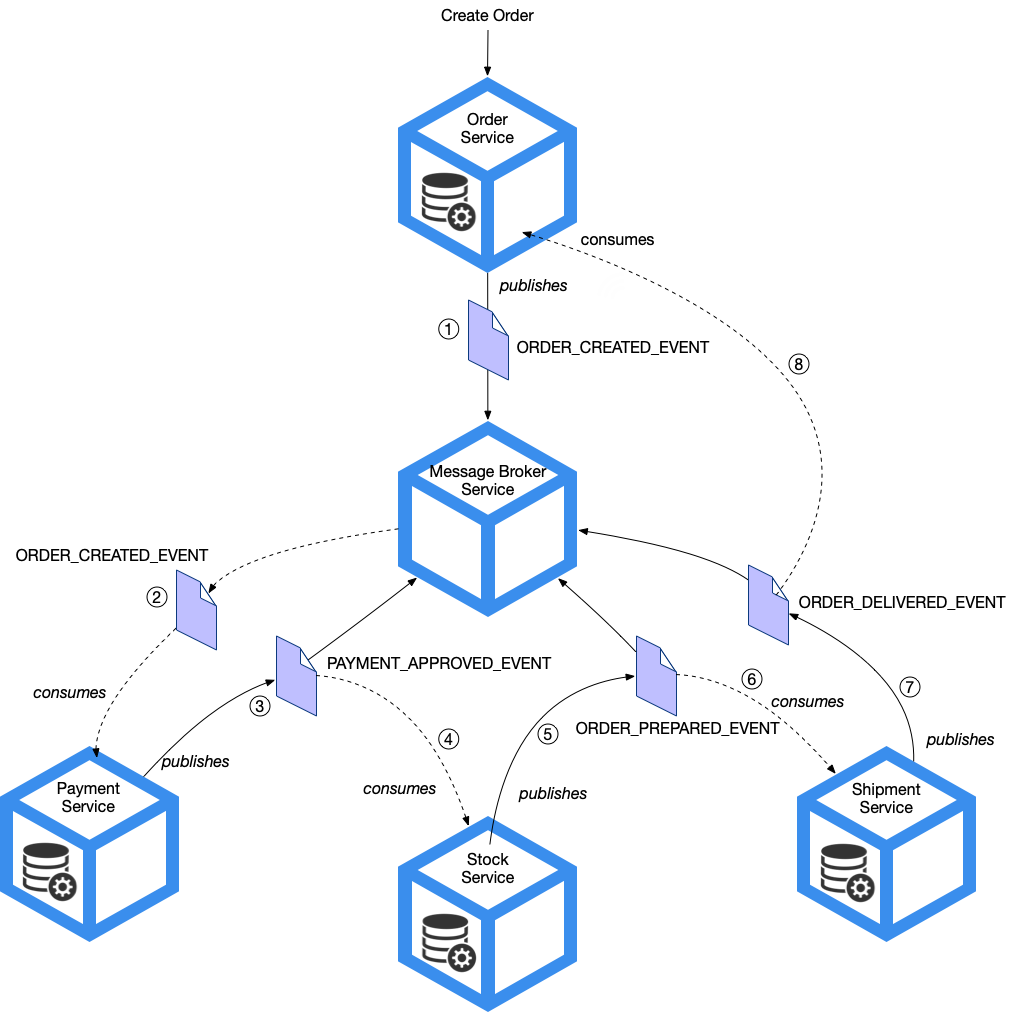 Create Order
Order
Service
consumes
publishes
①
ORDER_CREATED_EVENT
⑧
Message Broker
Service
ORDER_CREATED_EVENT
②
ORDER_DELIVERED_EVENT
PAYMENT_APPROVED_EVENT
consumes
③
④
⑤
⑥
consumes
⑦
ORDER_PREPARED_EVENT
publishes
publishes
Payment
Service
consumes
publishes
Shipment
Service
Stock
Service